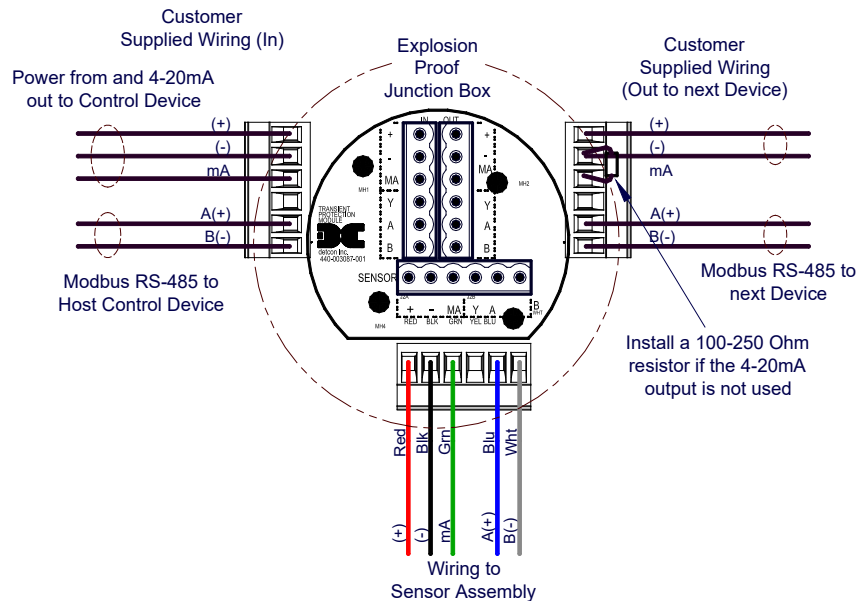 Customer
Supplied Wiring (In)
Power from and 4-20mA
out to Control Device
Explosion
Proof
Junction Box
Customer
Supplied Wiring
(Out to next Device)
(+)
(-)
mA
A(+)
B(-)
Modbus RS-485 to
Host Control Device
IN OUT
+ +
- -
MA MA
Y Y
A A
B B
MH1
MH2
TRANSIENT
PROTECTION
MODULE
detcon Inc.
440-003087-001
SENSOR
MH4
+ - MA Y A B
RED BLK GRN YEL BLU WHT
(+)
(-)
mA
A(+)
B(-)
Modbus RS-485 to
next Device
Install a 100-250 Ohm
resistor if the 4-20mA
output is not used
Red
Blk
Grn
Blu
Wht
(+)
(-)
mA
A(+)
B(-)
Wiring to
Sensor Assembly